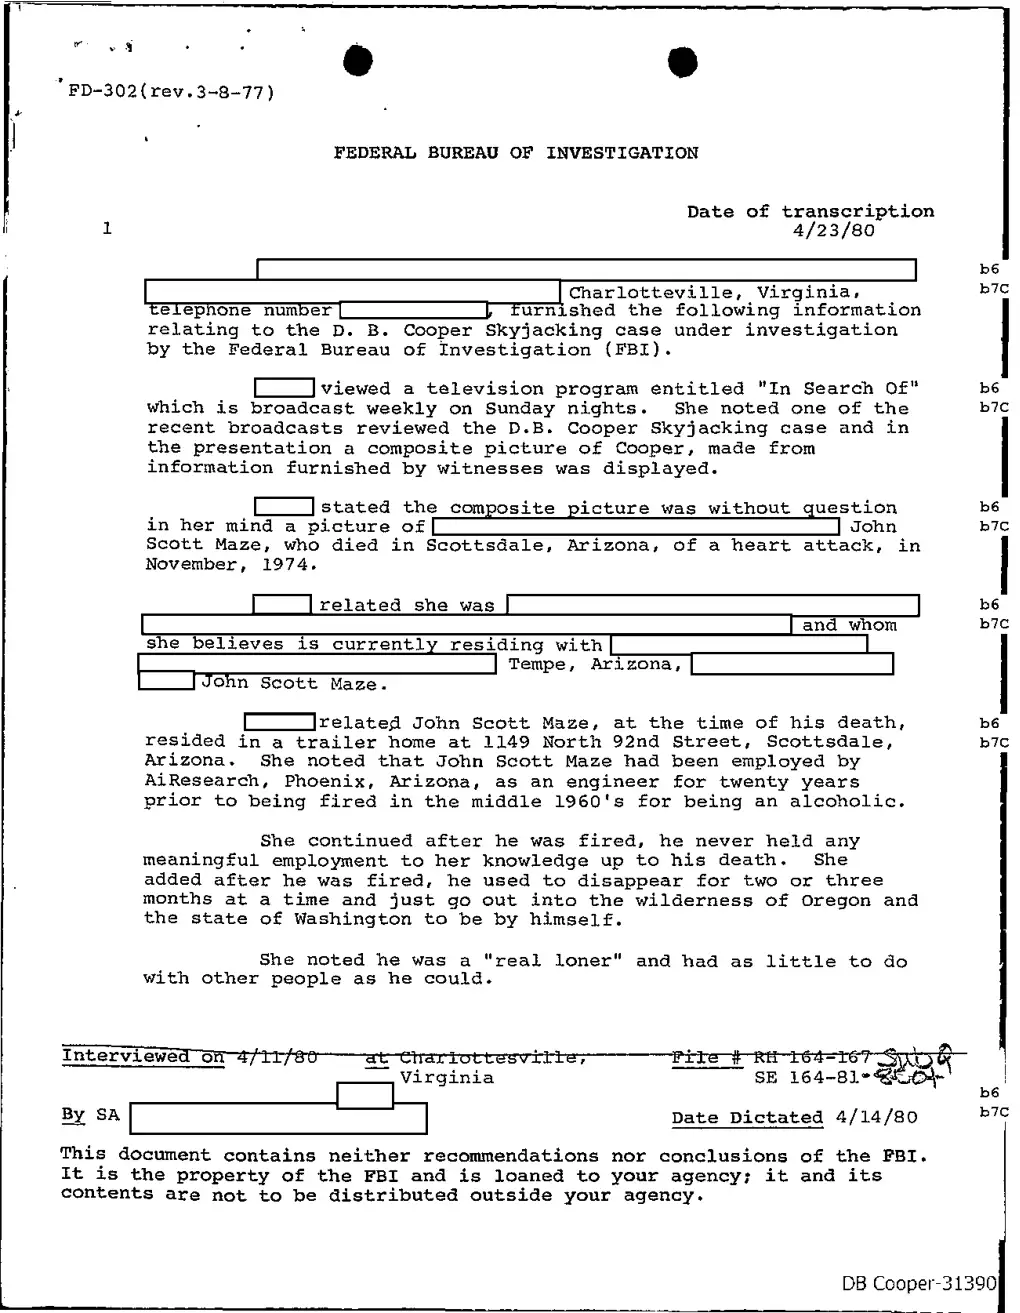 FD-302(rev.3-8-77)
FEDERAL BUREAU OF INVESTIGATION
Date of transcription
1 4/23/80
b6
Charlotteville, Virginia, b7C
telephone number , furnished the following information
relating to the D. B. Cooper Skyjacking case under investigation
by the Federal Bureau of Investigation (FBI).
viewed a television program entitled "In Search Of" b6
which is broadcast weekly on Sunday nights. She noted one of the b7C
recent broadcasts reviewed the D.B. Cooper Skyjacking case and in
the presentation a composite picture of Cooper, made from
information furnished by witnesses was displayed.
stated the composite picture was without question b6
in her mind a picture of John b7C
Scott Maze, who died in Scottsdale, Arizona, of a heart attack, in
November, 1974.
related she was b6
and whom b7C
she believes is currently residing with
Tempe, Arizona,
John Scott Maze.
related John Scott Maze, at the time of his death, b6
resided in a trailer home at 1149 North 92nd Street, Scottsdale, b7C
Arizona. She noted that John Scott Maze had been employed by
AiResearch, Phoenix, Arizona, as an engineer for twenty years
prior to being fired in the middle 1960's for being an alcoholic.
She continued after he was fired, he never held any
meaningful employment to her knowledge up to his death. She
added after he was fired, he used to disappear for two or three
months at a time and just go out into the wilderness of Oregon and
the state of Washington to be by himself.
She noted he was a "real loner" and had as little to do
with other people as he could.
Interviewed on 4/11/80 at Charlottesville, File # RH 164-167
Virginia SE 164-81-
b6
By SA Date Dictated 4/14/80 b7C
This document contains neither recommendations nor conclusions of the FBI.
It is the property of the FBI and is loaned to your agency; it and its
contents are not to be distributed outside your agency.
DB Cooper-31390